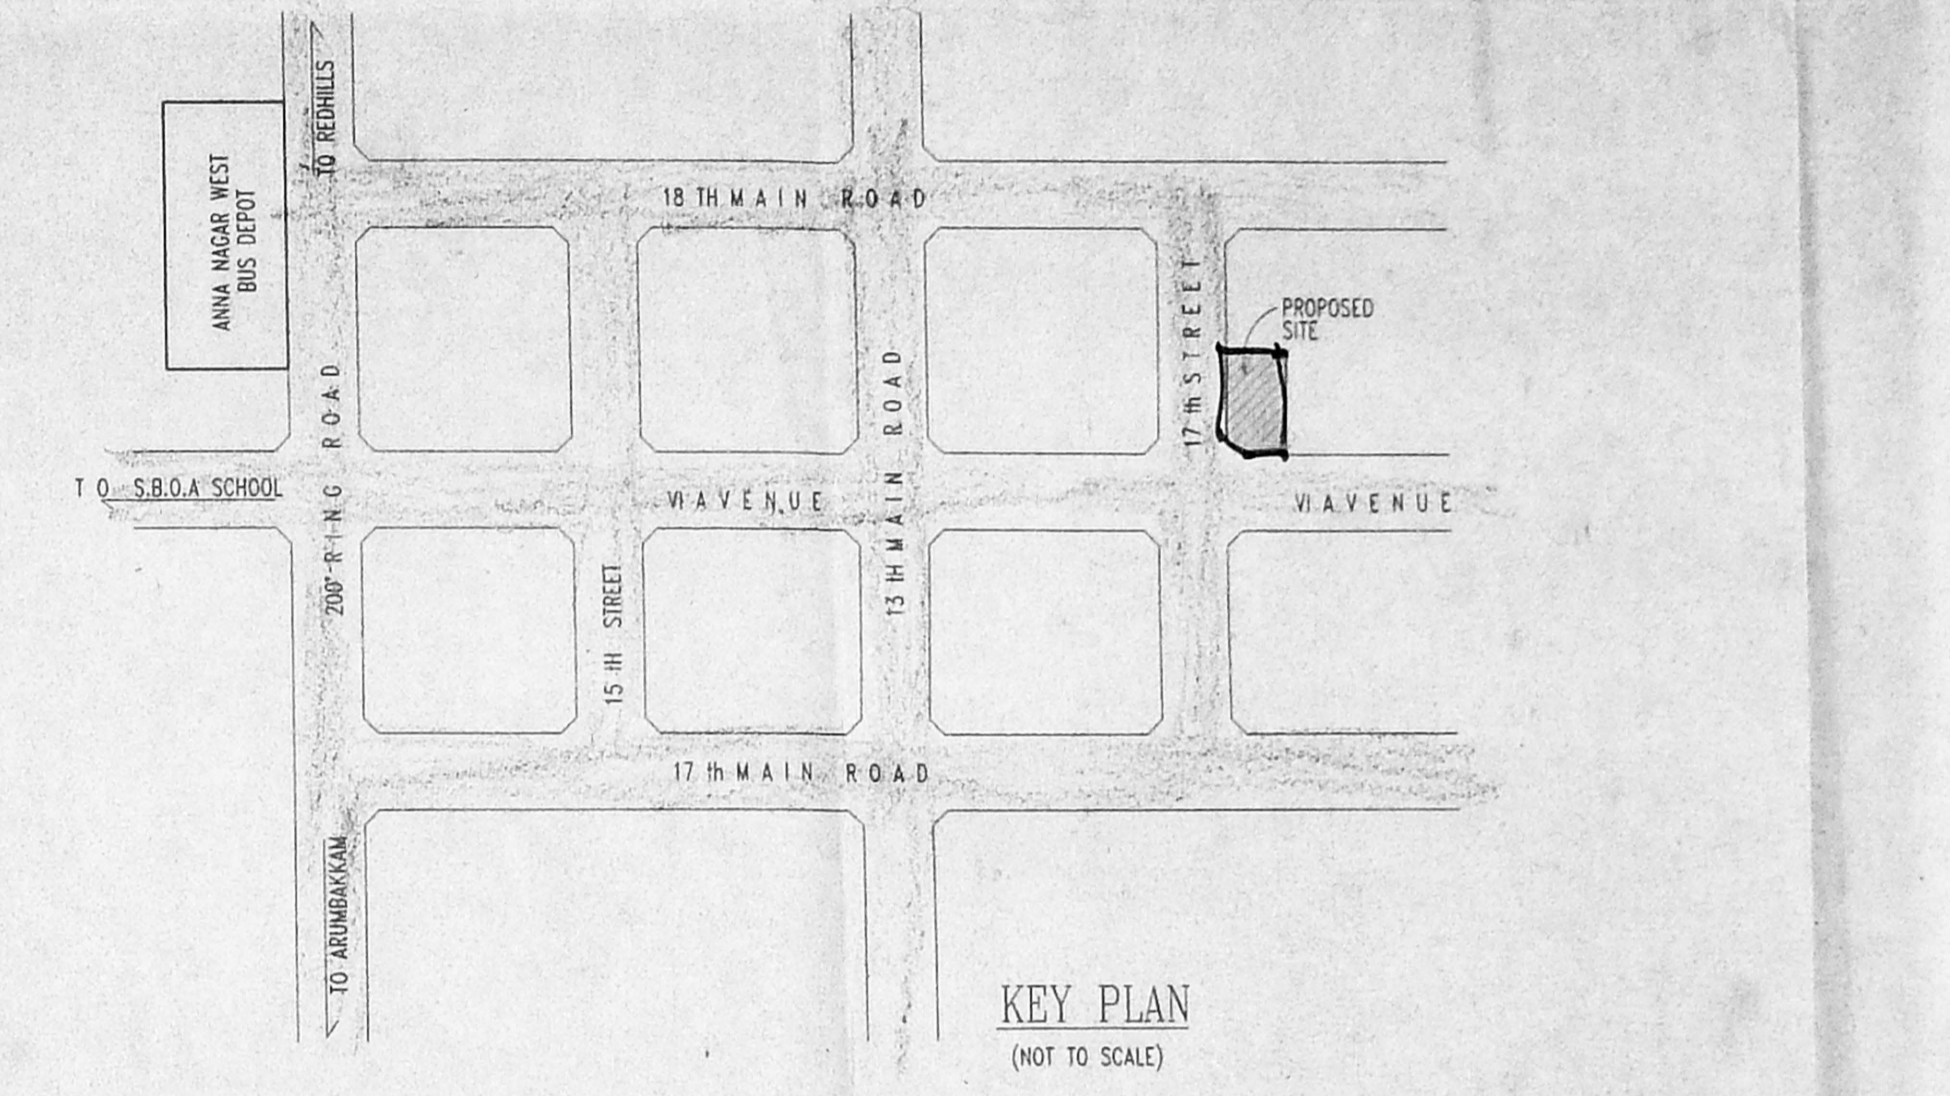 TO REDHILLS
ANNA NAGAR WEST
BUS DEPOT
18 TH MAIN ROAD
17 th STREET
PROPOSED
SITE
200'-RING ROAD
13 TH MAIN ROAD
TO S.B.O.A SCHOOL
VI AVENUE
VI AVENUE
15 TH STREET
17 th MAIN ROAD
TO ARUMBAKKAM
KEY PLAN
(NOT TO SCALE)